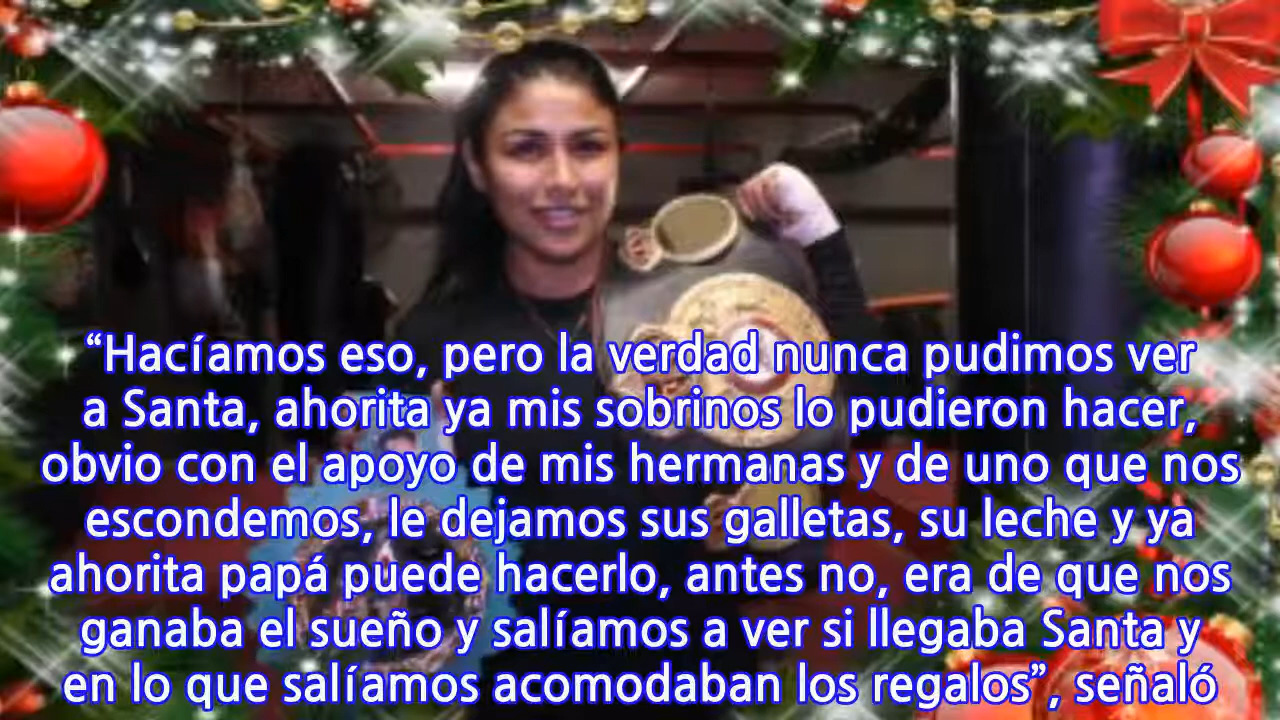 “Hacíamos eso, pero la verdad nunca pudimos ver
a Santa, ahorita ya mis sobrinos lo pudieron hacer,
obvio con el apoyo de mis hermanas y de uno que nos
escondemos, le dejamos sus galletas, su leche y ya
ahorita papá puede hacerlo, antes no, era de que nos
ganaba el sueño y salíamos a ver si llegaba Santa y
en lo que salíamos acomodaban los regalos”, señaló